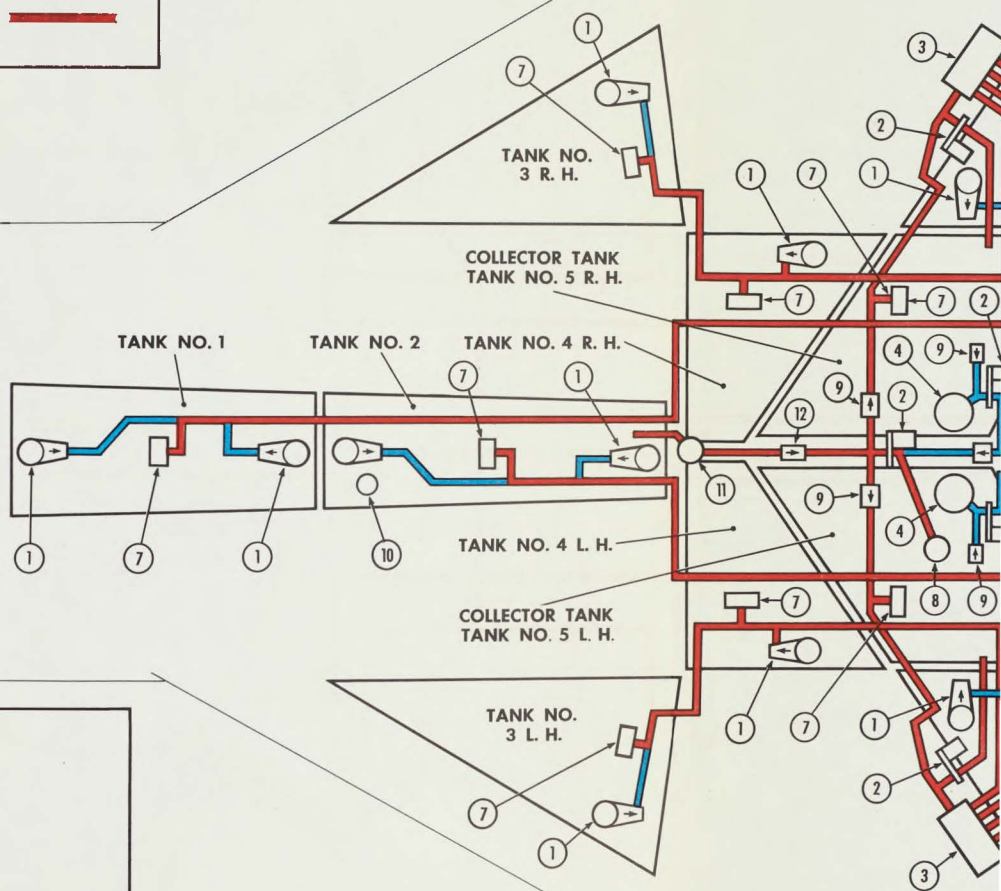 1
3
7
2
TANK NO.
3 R. H.
1
7
1
COLLECTOR TANK
TANK NO. 5 R. H.
7
7
2
TANK NO. 1
TANK NO. 2
TANK NO. 4 R. H.
9
4
7
1
9
12
2
11
9
4
1
7
1
10
TANK NO. 4 L. H.
8
9
COLLECTOR TANK
TANK NO. 5 L. H.
7
TANK NO.
3 L. H.
1
7
1
7
2
1
3